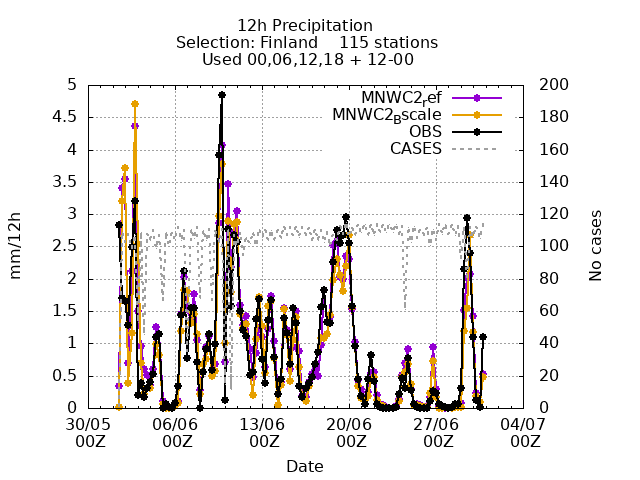 12h Precipitation
Selection: Finland 115 stations
Used 00,06,12,18 + 12-00
MNWC2ref
MNWC2Bscale
OBS
CASES
5
4.5
4
3.5
3
2.5
2
1.5
1
0.5
0
200
180
160
140
120
100
80
60
40
20
0
mm/12h
No cases
30/05 06/06 13/06 20/06 27/06 04/07
00Z 00Z 00Z 00Z 00Z 00Z
Date